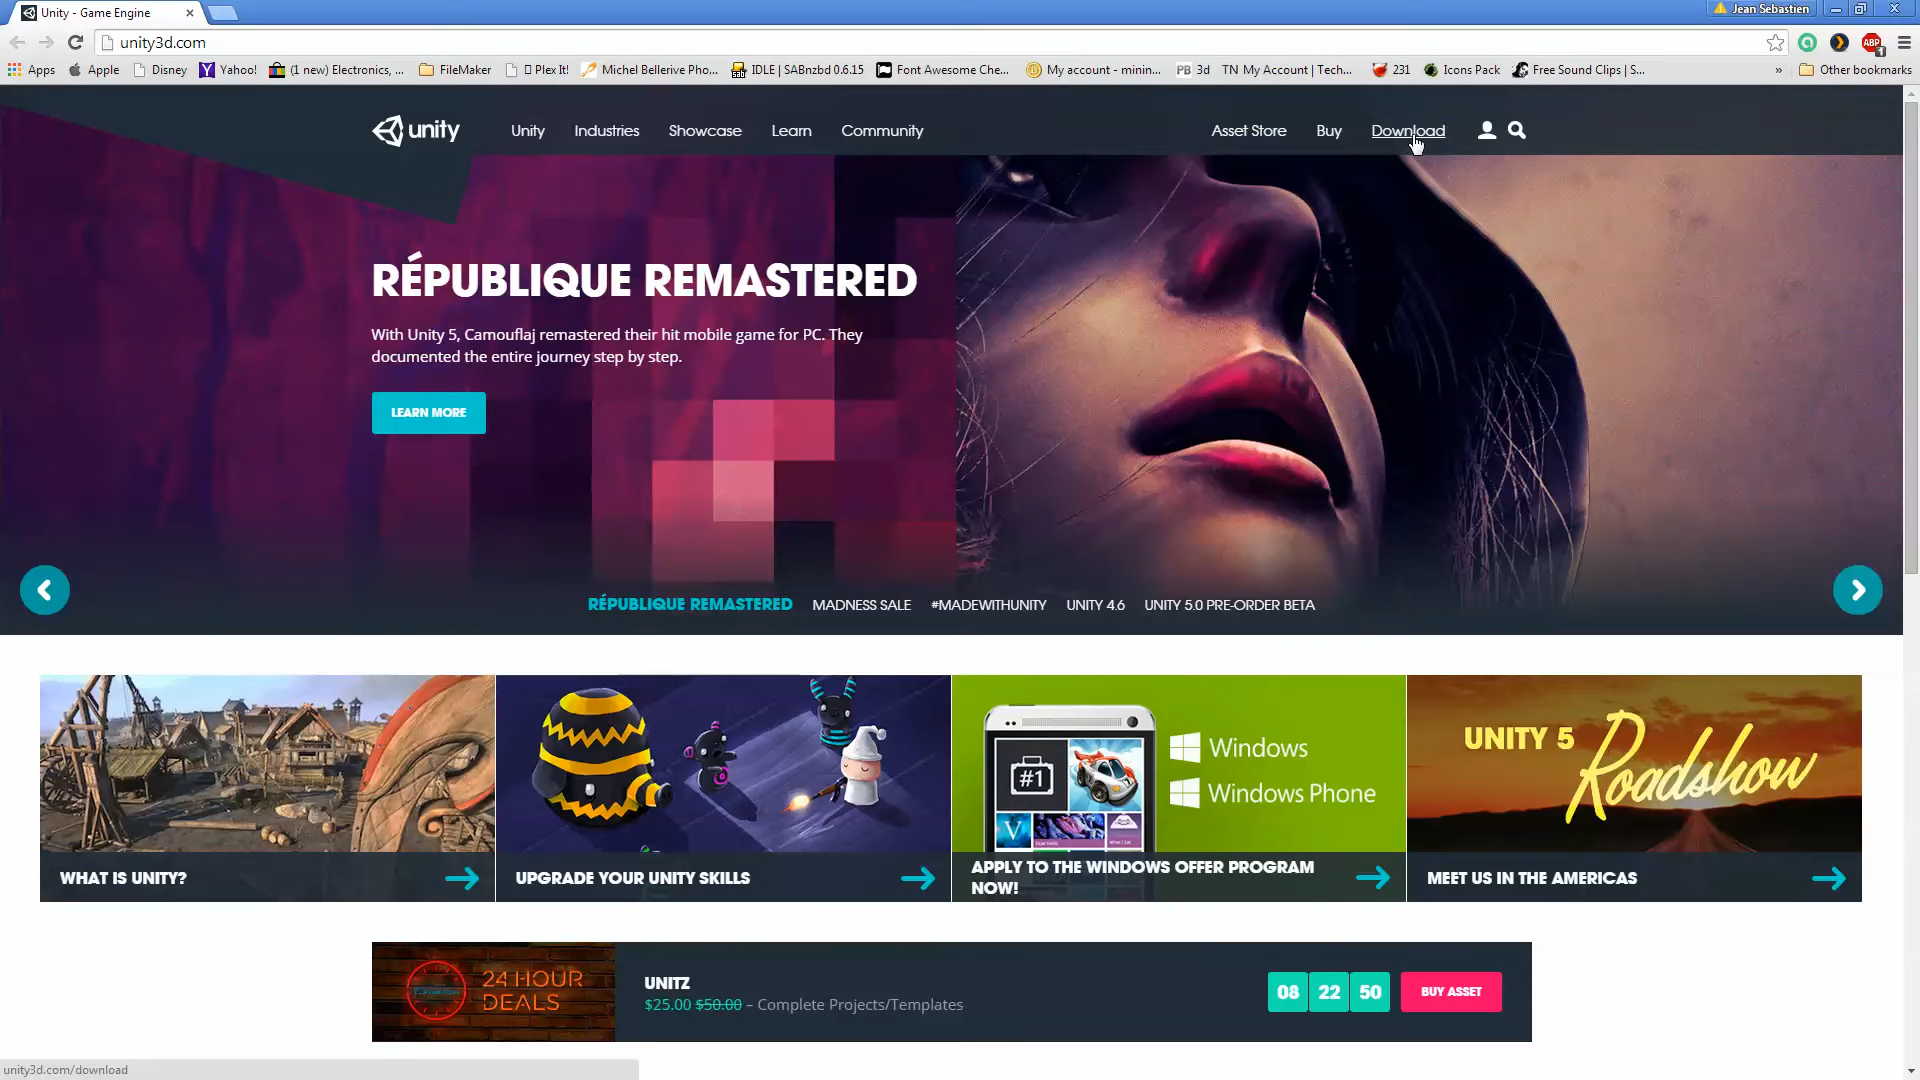 Unity - Game Engine
Jean Sebastien
unity3d.com
ABP
1
Apps
Apple
Disney
Yahoo!
(1 new) Electronics, ...
FileMaker
Plex It!
Michel Bellerive Pho...
IDLE | SABnzbd 0.6.15
Font Awesome Che...
My account - minin...
PB 3d
TN My Account | Tech...
231
Icons Pack
Free Sound Clips | S...
»
Other bookmarks
unity
Unity
Industries
Showcase
Learn
Community
Asset Store
Buy
Download
RÉPUBLIQUE REMASTERED
With Unity 5, Camouflaj remastered their hit mobile game for PC. They
documented the entire journey step by step.
LEARN MORE
RÉPUBLIQUE REMASTERED
MADNESS SALE
#MADEWITHUNITY
UNITY 4.6
UNITY 5.0 PRE-ORDER BETA
#1
V
Windows
Windows Phone
UNITY 5
Roadshow
WHAT IS UNITY?
UPGRADE YOUR UNITY SKILLS
APPLY TO THE WINDOWS OFFER PROGRAM
NOW!
MEET US IN THE AMERICAS
24 HOUR
DEALS
UNITZ
$25.00 $50.00 – Complete Projects/Templates
08 22 50
BUY ASSET
unity3d.com/download